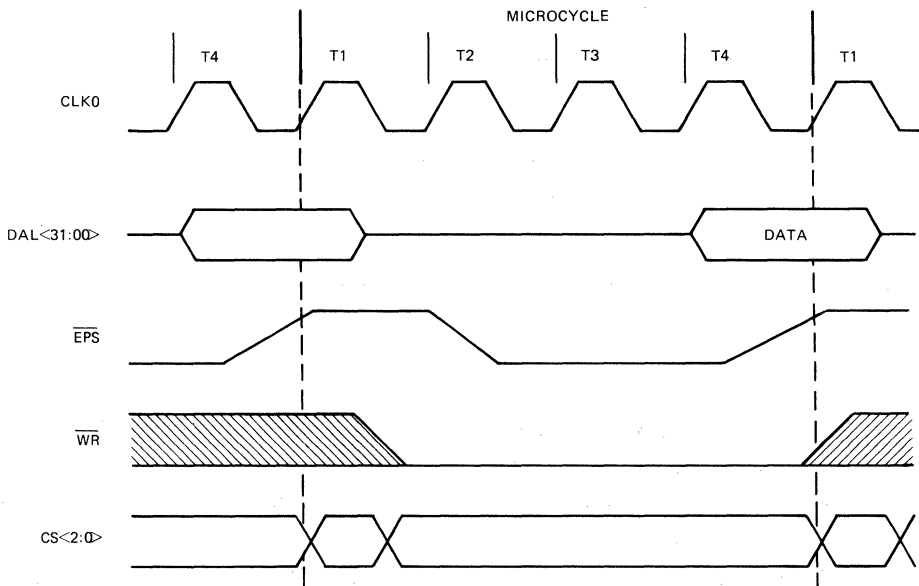 MICROCYCLE
T4 T1 T2 T3 T4 T1
CLK0
DAL<31:00> DATA
EPS
WR
CS<2:0>